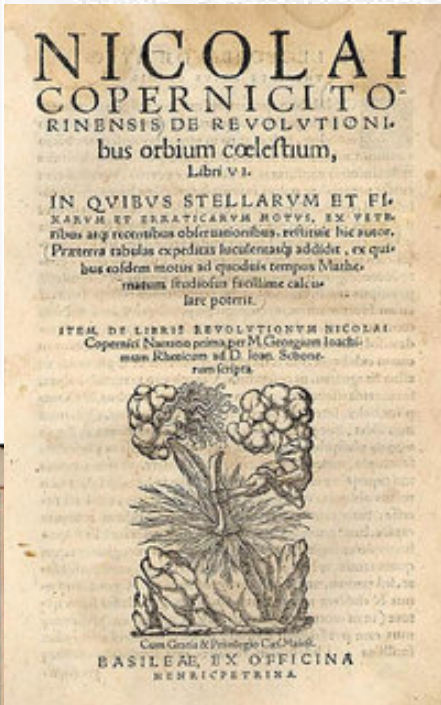 NICOLAI
COPERNICI TO-
RINENSIS DE REVOLVTIONI-
bus orbium cœlestium,
Libri VI.
IN QVIBVS STELLARVM ET FI-
XARVM ET ERRATICARVM MOTVS, EX VETE-
ribus atq; recentibus obseruationibus, restituit hic autor.
Præterea tabulas expeditas luculentasq; addidit, ex qui-
bus eosdem motus ad quoduis tempus Mathe-
matum studiosus facillime calcu-
lare poterit.
ITEM, DE LIBRIS REVOLVTIONVM NICOLAI
Copernici Narratio prima, per M. Georgium Ioachi-
mum Rheticum ad D. Ioan. Schone-
rum scripta.
Cum Gratia & Priuilegio Cæs. Maiest.
BASILEAE, EX OFFICINA
HENRICPETRINA.